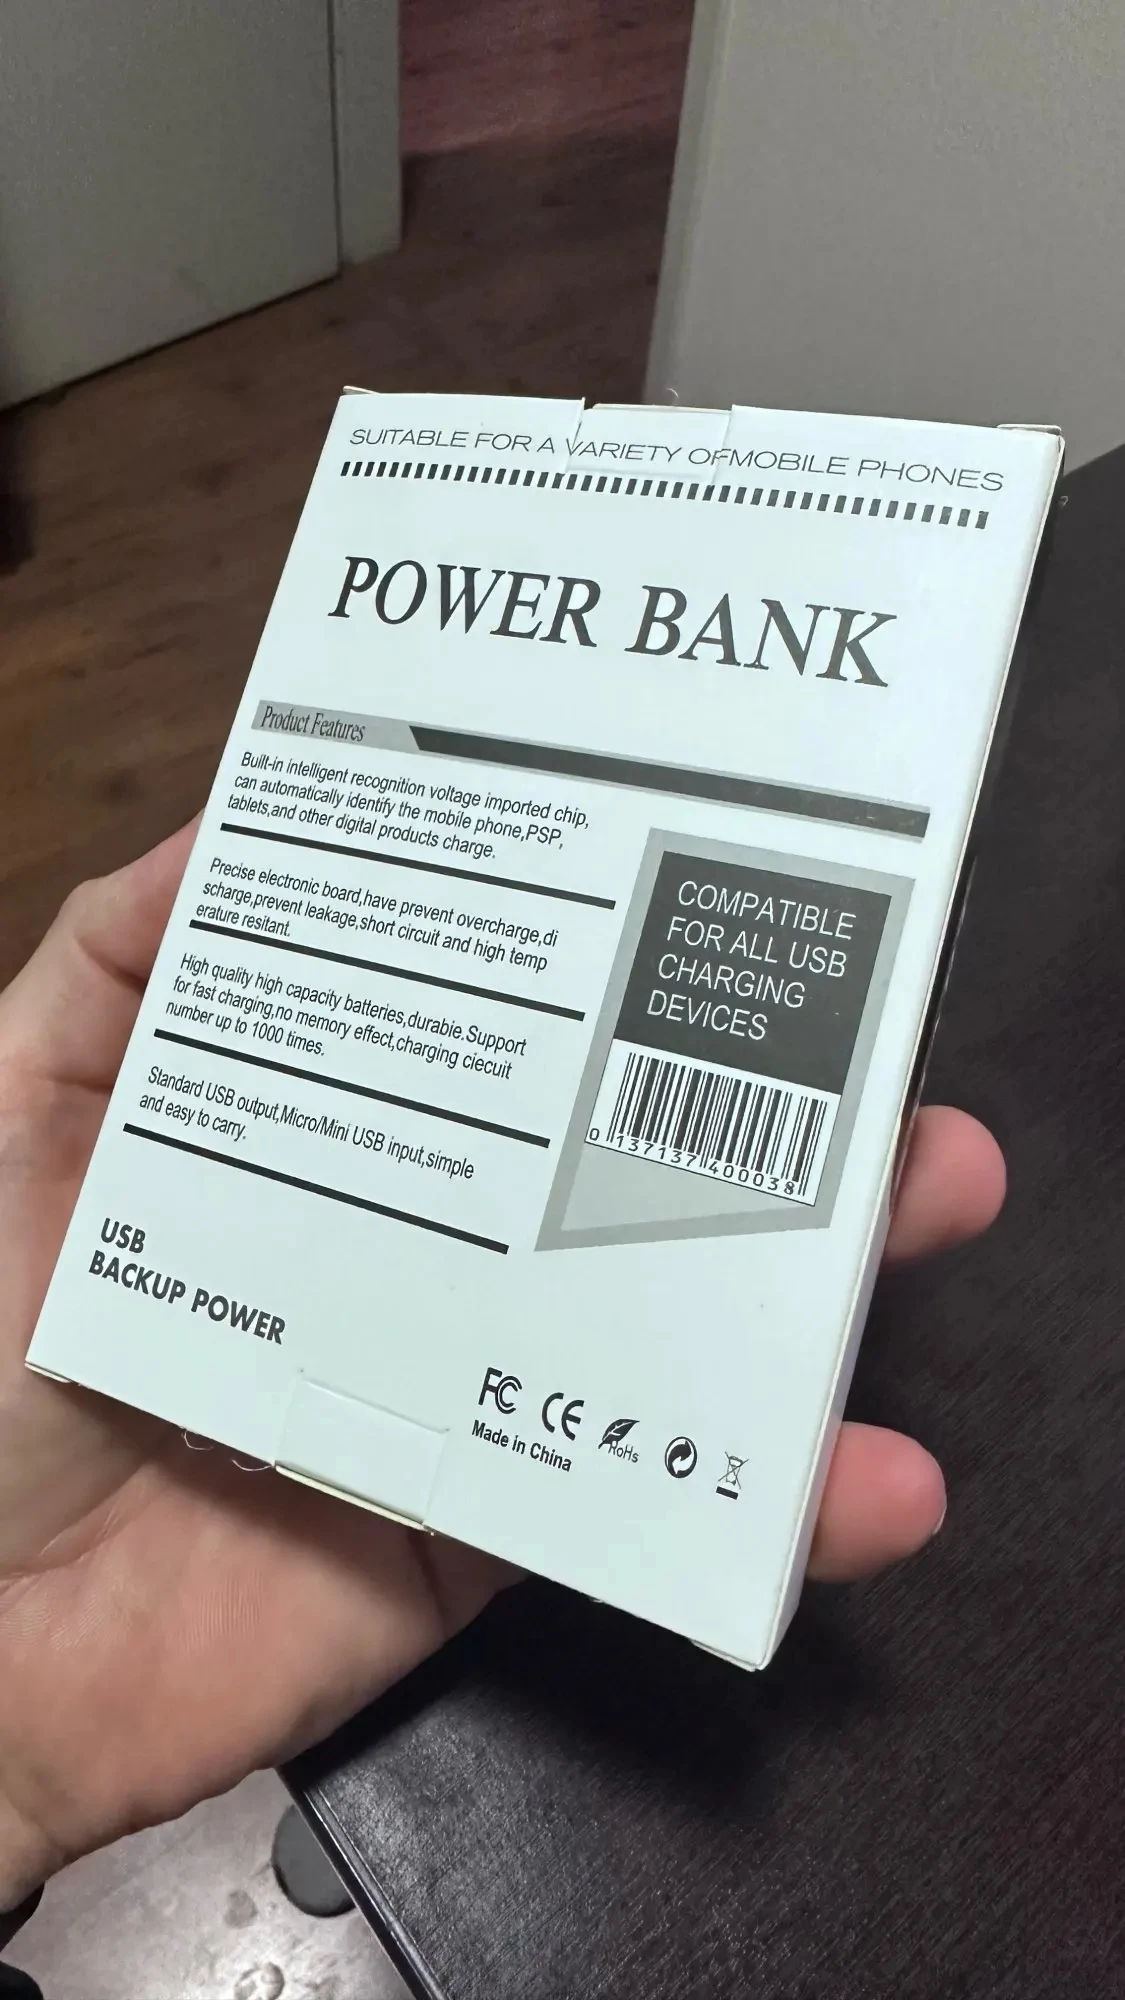 SUITABLE FOR A VARIETY OFMOBILE PHONES
POWER BANK
Product Features
Built-in intelligent recognition voltage imported chip,
can automatically identify the mobile phone,PSP,
tablets,and other digital products charge.
Precise electronic board,have prevent overcharge,di
scharge,prevent leakage,short circuit and high temp
erature resitant.
High quality high capacity batteries,durabie.Support
for fast charging,no memory effect,charging ciecuit
number up to 1000 times.
Standard USB output,Micro/Mini USB input,simple
and easy to carry.
COMPATIBLE
FOR ALL USB
CHARGING
DEVICES
0 137137 400038
USB
BACKUP POWER
FC CE RoHs
Made in China